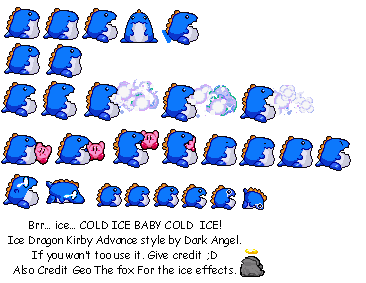 Brr... ice... COLD ICE BABY COLD ICE!
Ice Dragon Kirby Advance style by Dark Angel.
If you wan't too use it. Give credit ;D
Also Credit Geo The fox For the ice effects.